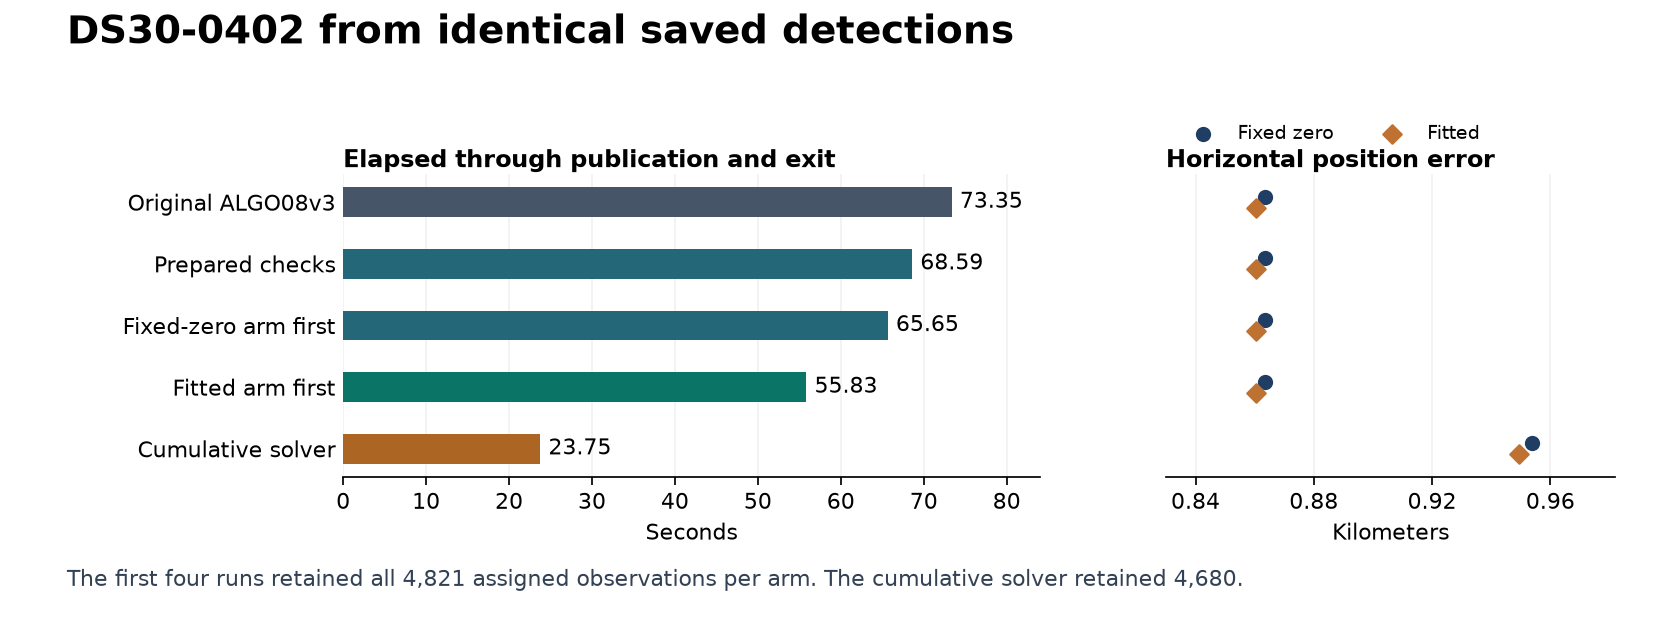 DS30-0402 from identical saved detections
Elapsed through publication and exit
Original ALGO08v3
73.35
Prepared checks
68.59
Fixed-zero arm first
65.65
Fitted arm first
55.83
Cumulative solver
23.75
0 10 20 30 40 50 60 70 80
Seconds
Fixed zero Fitted
Horizontal position error
0.84 0.88 0.92 0.96
Kilometers
The first four runs retained all 4,821 assigned observations per arm. The cumulative solver retained 4,680.